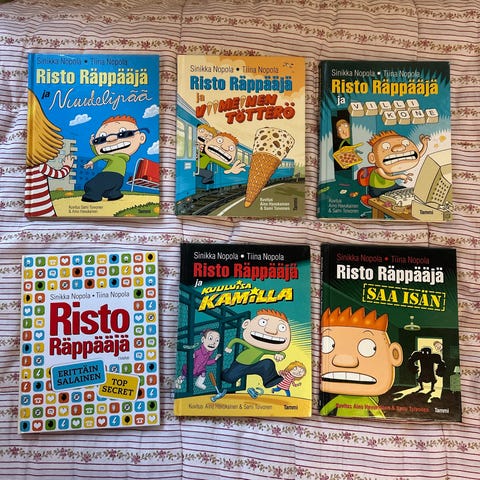 Sinikka Nopola • Tiina Nopola
Risto Räppääjä
ja Nuudelipää
Kuvitus Sami Toivonen
& Aino Havukainen
Tammi
Sinikka Nopola • Tiina Nopola
Risto Räppääjä
ja VIIMEINEN
TÖTTERÖ
Kuvitus
Aino Havukainen
& Sami Toivonen
Sinikka Nopola • Tiina Nopola
Risto Räppääjä
ja VILLI
KONE
Kuvitus
Aino Havukainen
& Sami Toivonen
Tammi
Sinikka Nopola • Tiina Nopola
Risto
Räppääjä
ERITTÄIN
SALAINEN
TOP
SECRET
Sinikka Nopola • Tiina Nopola
Risto Räppääjä
ja KUULUISA
KAMILLA
Kuvitus Aino Havukainen & Sami Toivonen
Tammi
Sinikka Nopola • Tiina Nopola
Risto Räppääjä
SAA ISÄN
Kuvitus Aino Havukainen & Sami Toivonen
Tammi